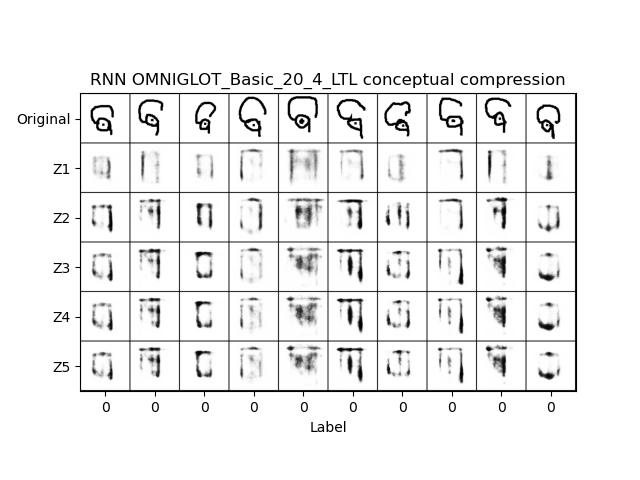 RNN OMNIGLOT_Basic_20_4_LTL conceptual compression
Original
Z1
Z2
Z3
Z4
Z5
0 0 0 0 0 0 0 0 0 0
Label